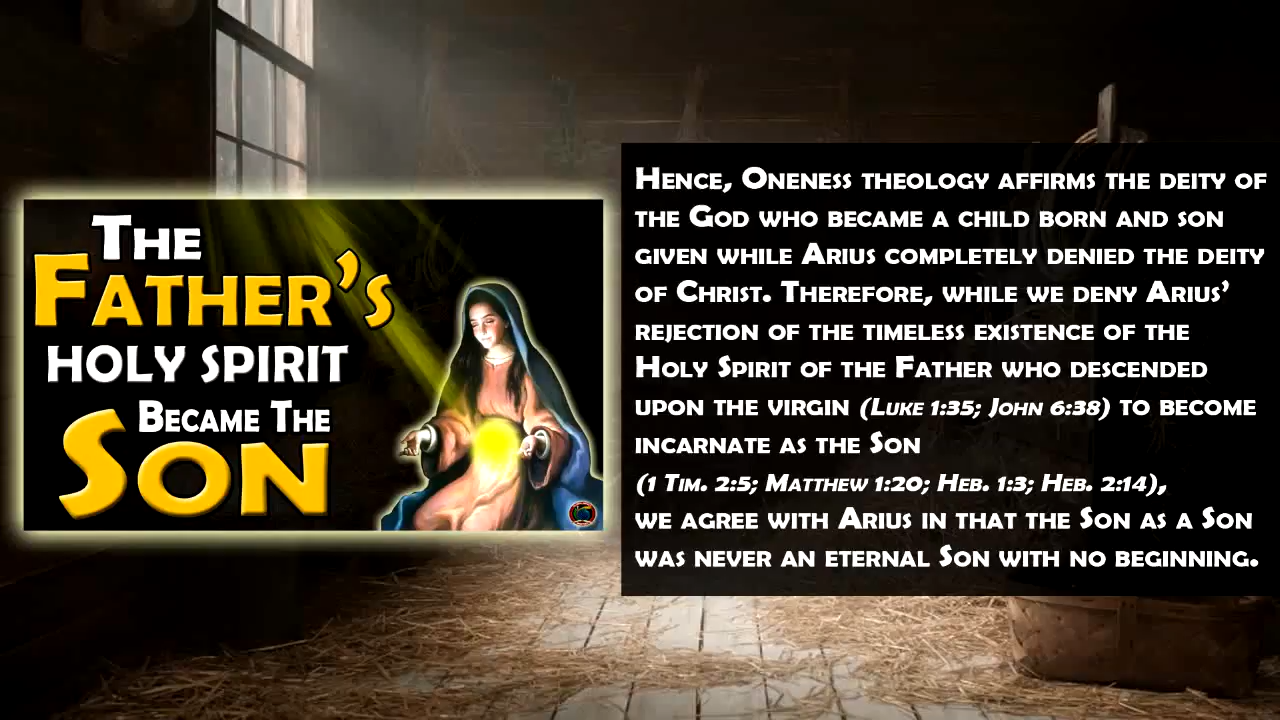 The
Father's
Holy Spirit
Became The
Son
Hence, Oneness theology affirms the deity of
the God who became a child born and son
given while Arius completely denied the deity
of Christ. Therefore, while we deny Arius'
rejection of the timeless existence of the
Holy Spirit of the Father who descended
upon the virgin (Luke 1:35; John 6:38) to become
incarnate as the Son
(1 Tim. 2:5; Matthew 1:20; Heb. 1:3; Heb. 2:14),
we agree with Arius in that the Son as a Son
was never an eternal Son with no beginning.